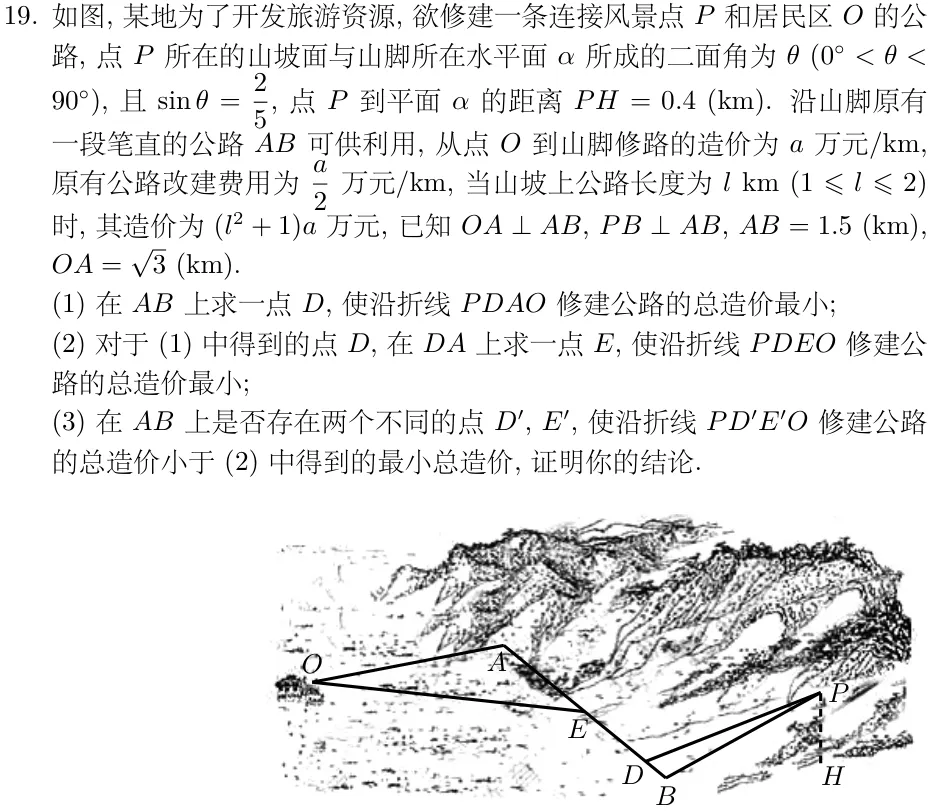 19. 如图, 某地为了开发旅游资源, 欲修建一条连接风景点 P 和居民区 O 的公
路, 点 P 所在的山坡面与山脚所在水平面 α 所成的二面角为 θ (0° < θ <
90°), 且 sin θ = 2/5, 点 P 到平面 α 的距离 PH = 0.4 (km). 沿山脚原有
一段笔直的公路 AB 可供利用, 从点 O 到山脚修路的造价为 a 万元/km,
原有公路改建费用为 a/2 万元/km, 当山坡上公路长度为 l km (1 ⩽ l ⩽ 2)
时, 其造价为 (l² + 1)a 万元, 已知 OA ⊥ AB, PB ⊥ AB, AB = 1.5 (km),
OA = √3 (km).
(1) 在 AB 上求一点 D, 使沿折线 PDAO 修建公路的总造价最小;
(2) 对于 (1) 中得到的点 D, 在 DA 上求一点 E, 使沿折线 PDEO 修建公
路的总造价最小;
(3) 在 AB 上是否存在两个不同的点 D′, E′, 使沿折线 PD′E′O 修建公路
的总造价小于 (2) 中得到的最小总造价, 证明你的结论.
O
A
E
P
D
H
B